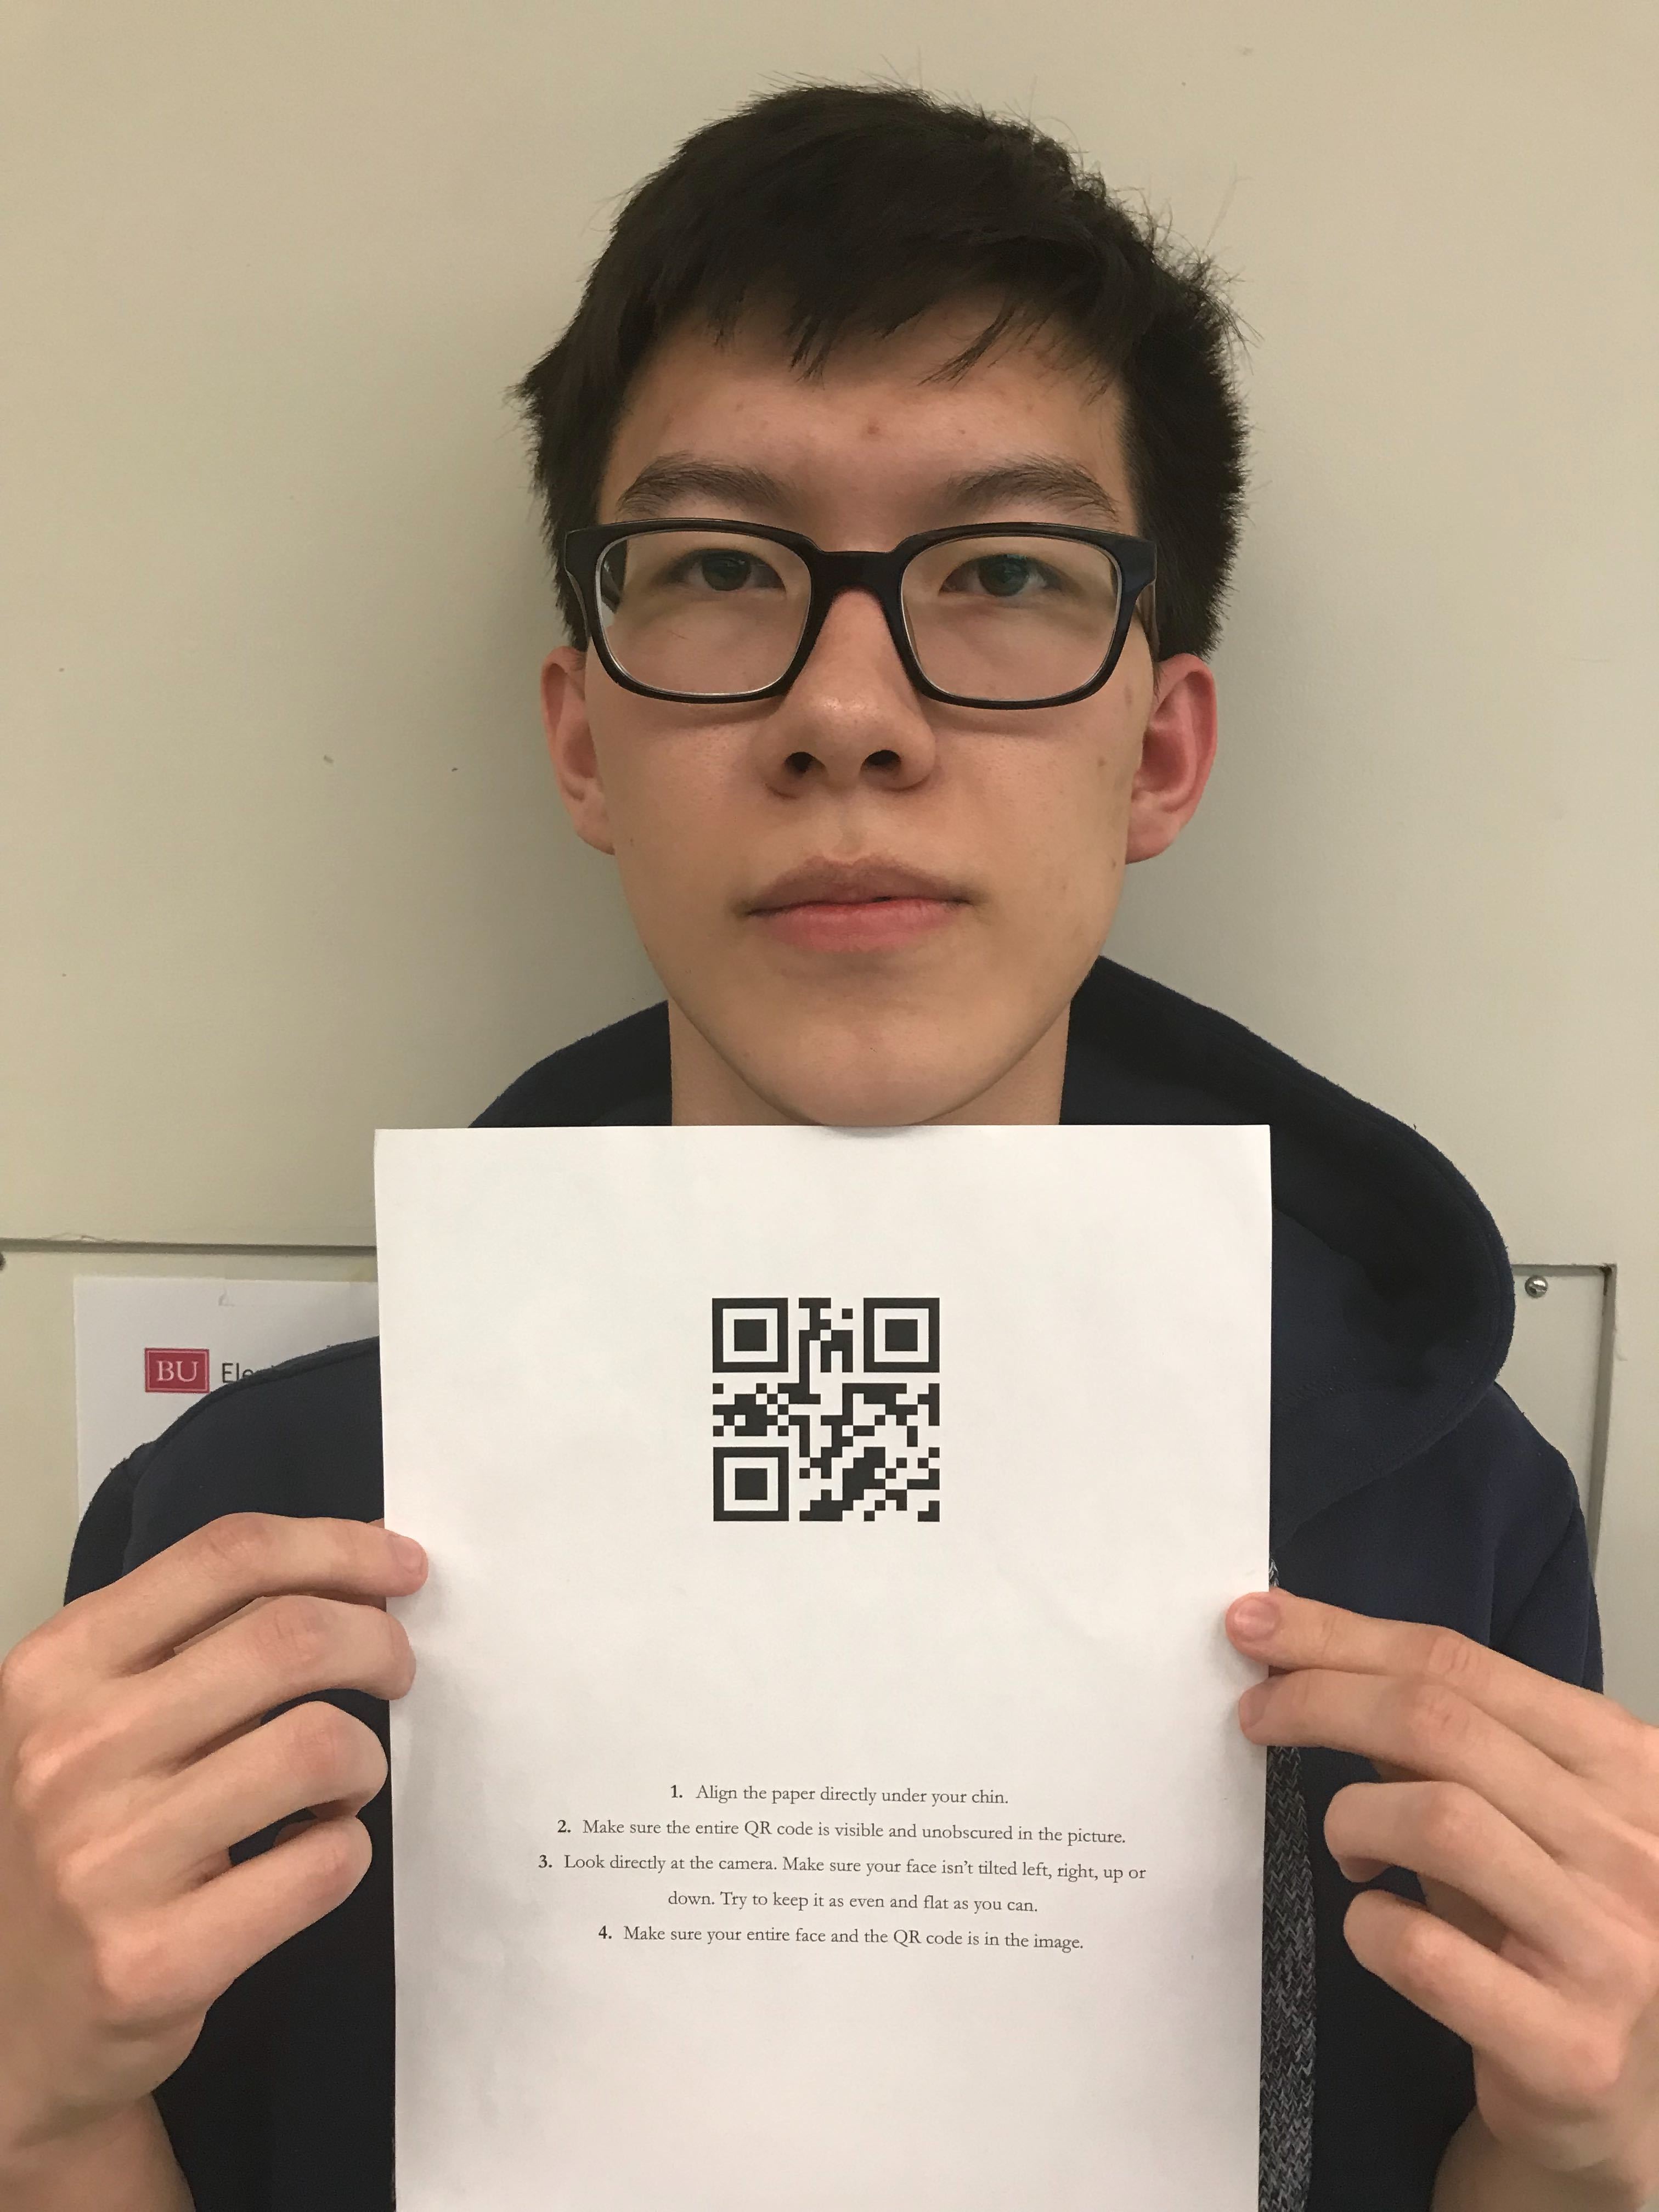 BU
1. Align the paper directly under your chin.
2. Make sure the entire QR code is visible and unobscured in the picture.
3. Look directly at the camera. Make sure your face isn't tilted left, right, up or
down. Try to keep it as even and flat as you can.
4. Make sure your entire face and the QR code is in the image.